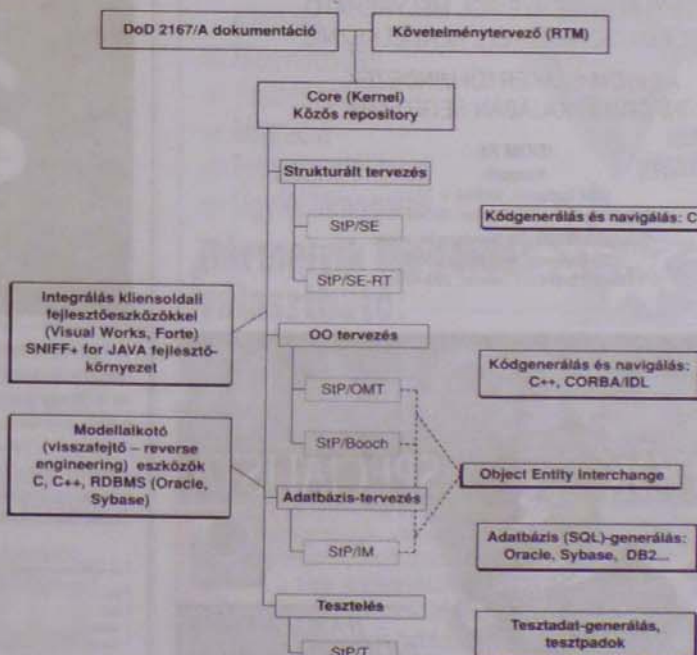 DoD 2167/A dokumentáció
Követelménytervező (RTM)
Core (Kernel)
Közös repository
Strukturált tervezés
StP/SE
Kódgenerálás és navigálás: C
StP/SE-RT
Integrálás kliensoldali
fejlesztőeszközökkel
(Visual Works, Forte)
SNIFF+ for JAVA fejlesztő-
környezet
OO tervezés
StP/OMT
Kódgenerálás és navigálás:
C++, CORBA/IDL
StP/Booch
Modellalkotó
(visszafejtő – reverse
engineering) eszközök
C, C++, RDBMS (Oracle,
Sybase)
Object Entity Interchange
Adatbázis-tervezés
StP/IM
Adatbázis (SQL)-generálás:
Oracle, Sybase, DB2...
Tesztelés
StP/T
Tesztadat-generálás,
tesztpadok